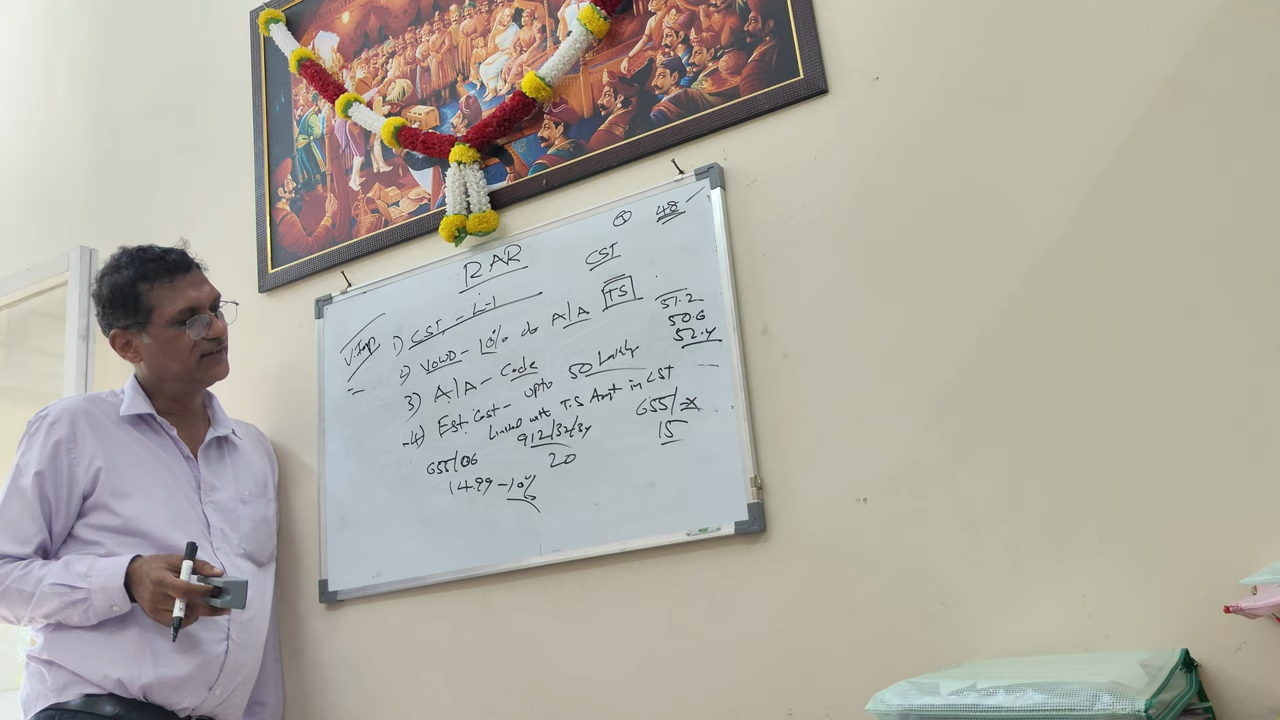 48
RAR
CST
V.Imp
1) CST - L-1
2) VOWD - 10% do A/A TS
51.2
50.6
52.4
3) A/A - Code
4) Est. Cost - upto 50 Lakhs
Linked with T.S Amt in CST
655/06
912/32/34
655/
20
15
14.99 - 10%